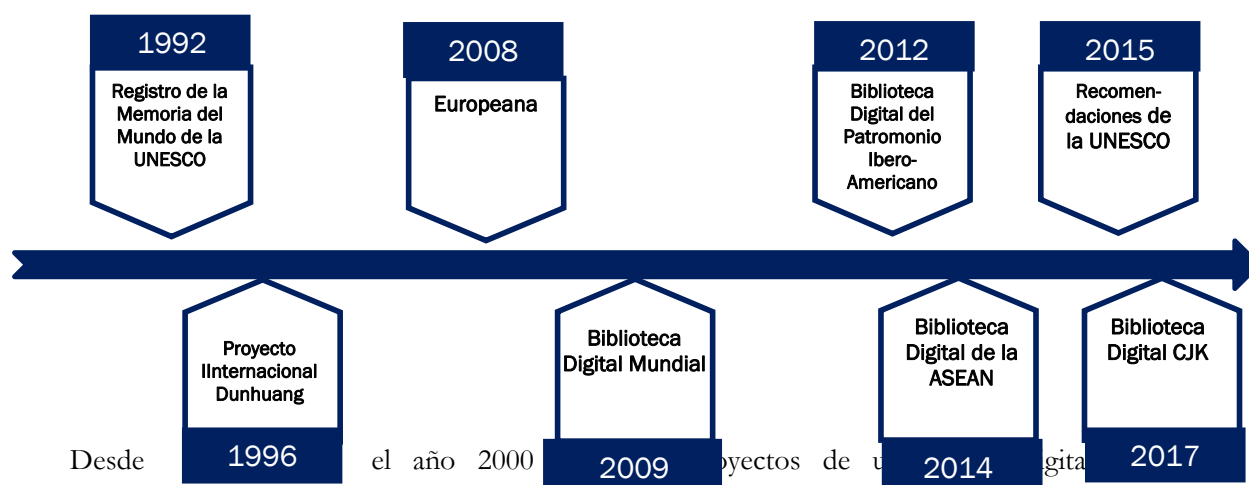 1992
Registro de la
Memoria del
Mundo de la
UNESCO
2008
Europeana
2012
Biblioteca
Digital del
Patromonio
Ibero-
Americano
2015
Recomen-
daciones de
la UNESCO
Proyecto
IInternacional
Dunhuang
1996
Biblioteca
Digital Mundial
2009
Biblioteca
Digital de la
ASEAN
2014
Biblioteca
Digital CJK
2017
Desde el año 2000 de